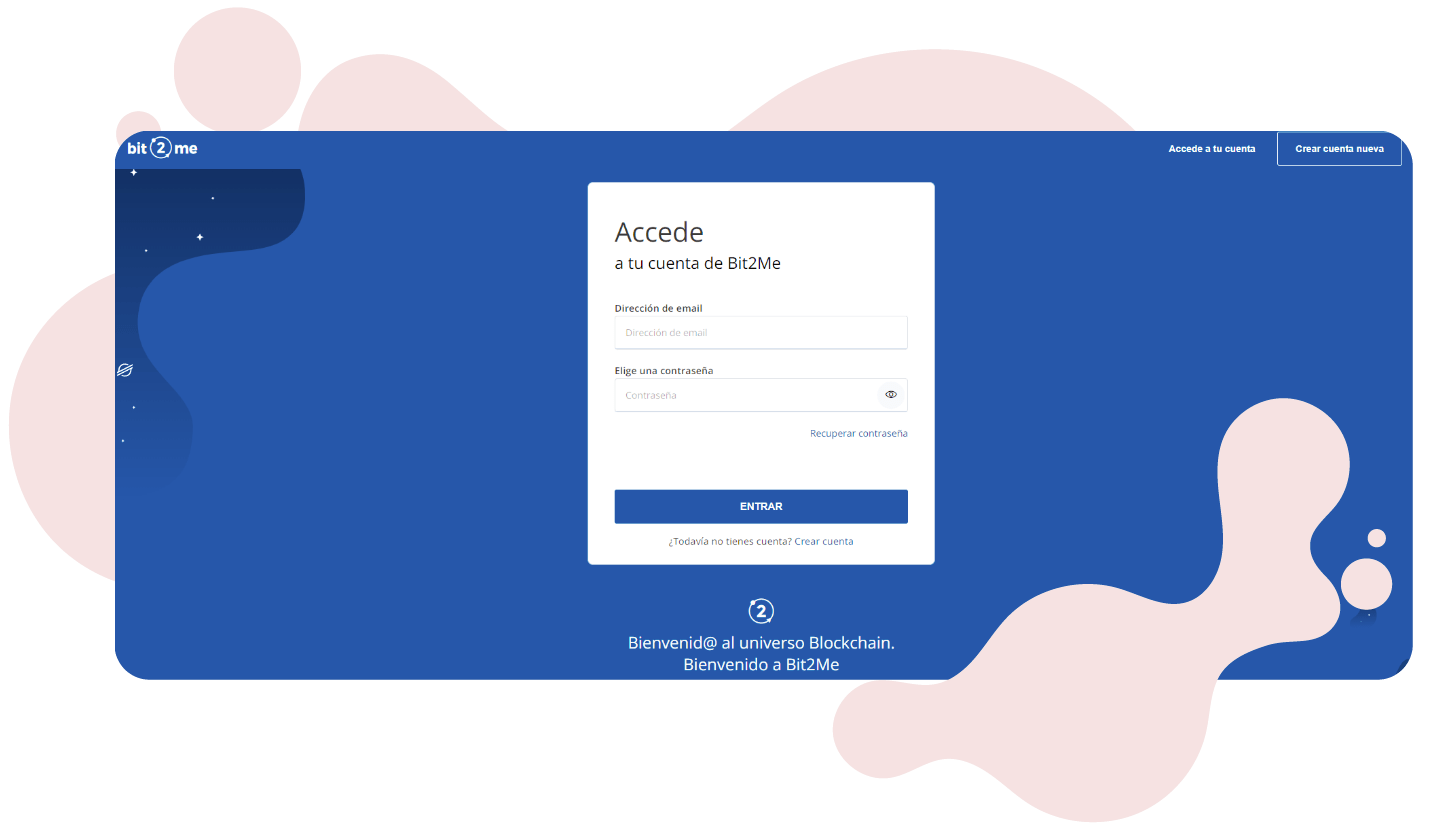 bit2me
Accede a tu cuenta
Crear cuenta nueva
Accede
a tu cuenta de Bit2Me
Dirección de email
Dirección de email
Elige una contraseña
Contraseña
Recuperar contraseña
ENTRAR
¿Todavía no tienes cuenta? Crear cuenta
2
Bienvenid@ al universo Blockchain.
Bienvenido a Bit2Me